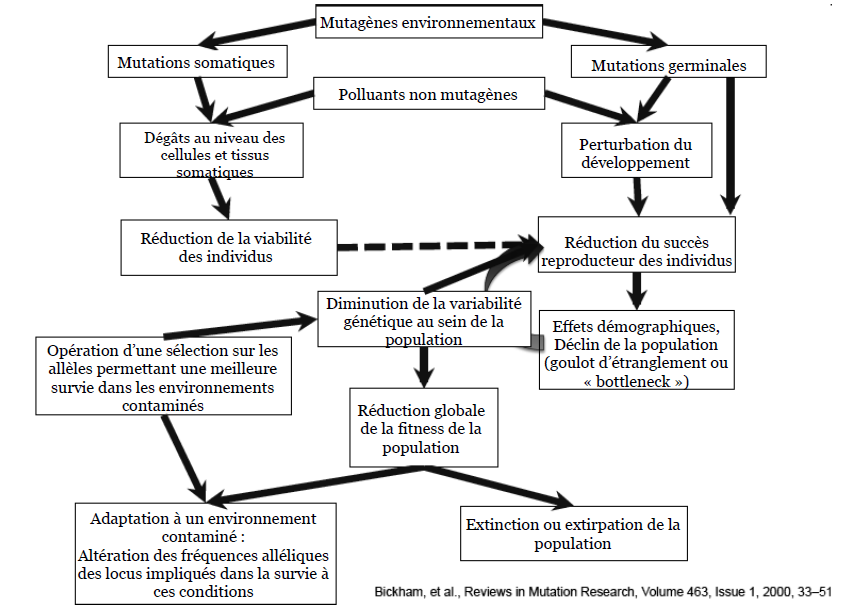 Mutagènes environnementaux
Mutations somatiques
Mutations germinales
Polluants non mutagènes
Dégâts au niveau des
cellules et tissus
somatiques
Perturbation du
développement
Réduction de la viabilité
des individus
Réduction du succès
reproducteur des individus
Diminution de la variabilité
génétique au sein de la
population
Effets démographiques,
Déclin de la population
(goulot d’étranglement ou
« bottleneck »)
Opération d’une sélection sur les
allèles permettant une meilleure
survie dans les environnements
contaminés
Réduction globale
de la fitness de la
population
Adaptation à un environnement
contaminé :
Altération des fréquences alléliques
des locus impliqués dans la survie à
ces conditions
Extinction ou extirpation de la
population
Bickham, et al., Reviews in Mutation Research, Volume 463, Issue 1, 2000, 33–51